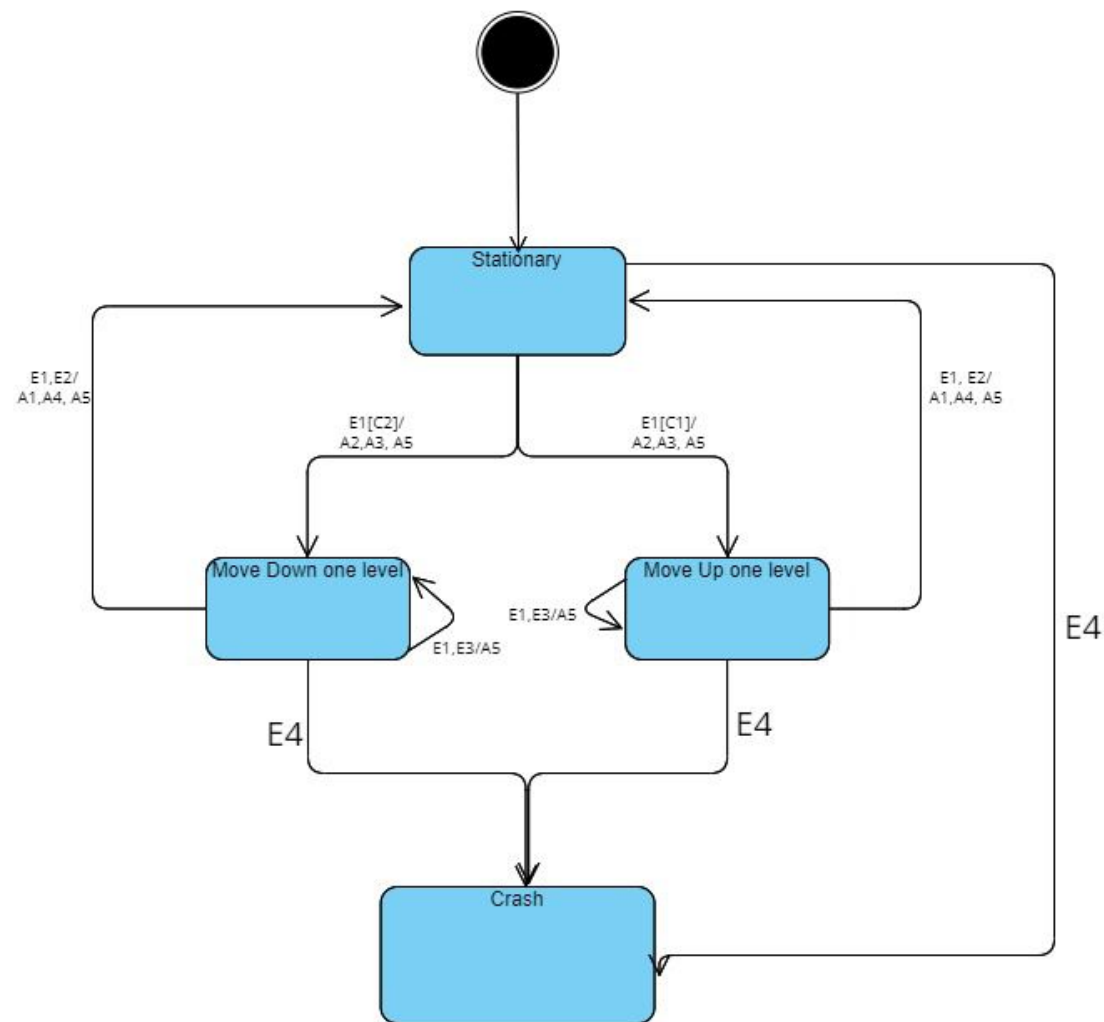 Stationary
E1,E2/
A1,A4, A5
E1, E2/
A1,A4, A5
E1[C2]/
A2,A3, A5
E1[C1]/
A2,A3, A5
Move Down one level
Move Up one level
E1,E3/A5
E1,E3/A5
E4
E4
E4
Crash